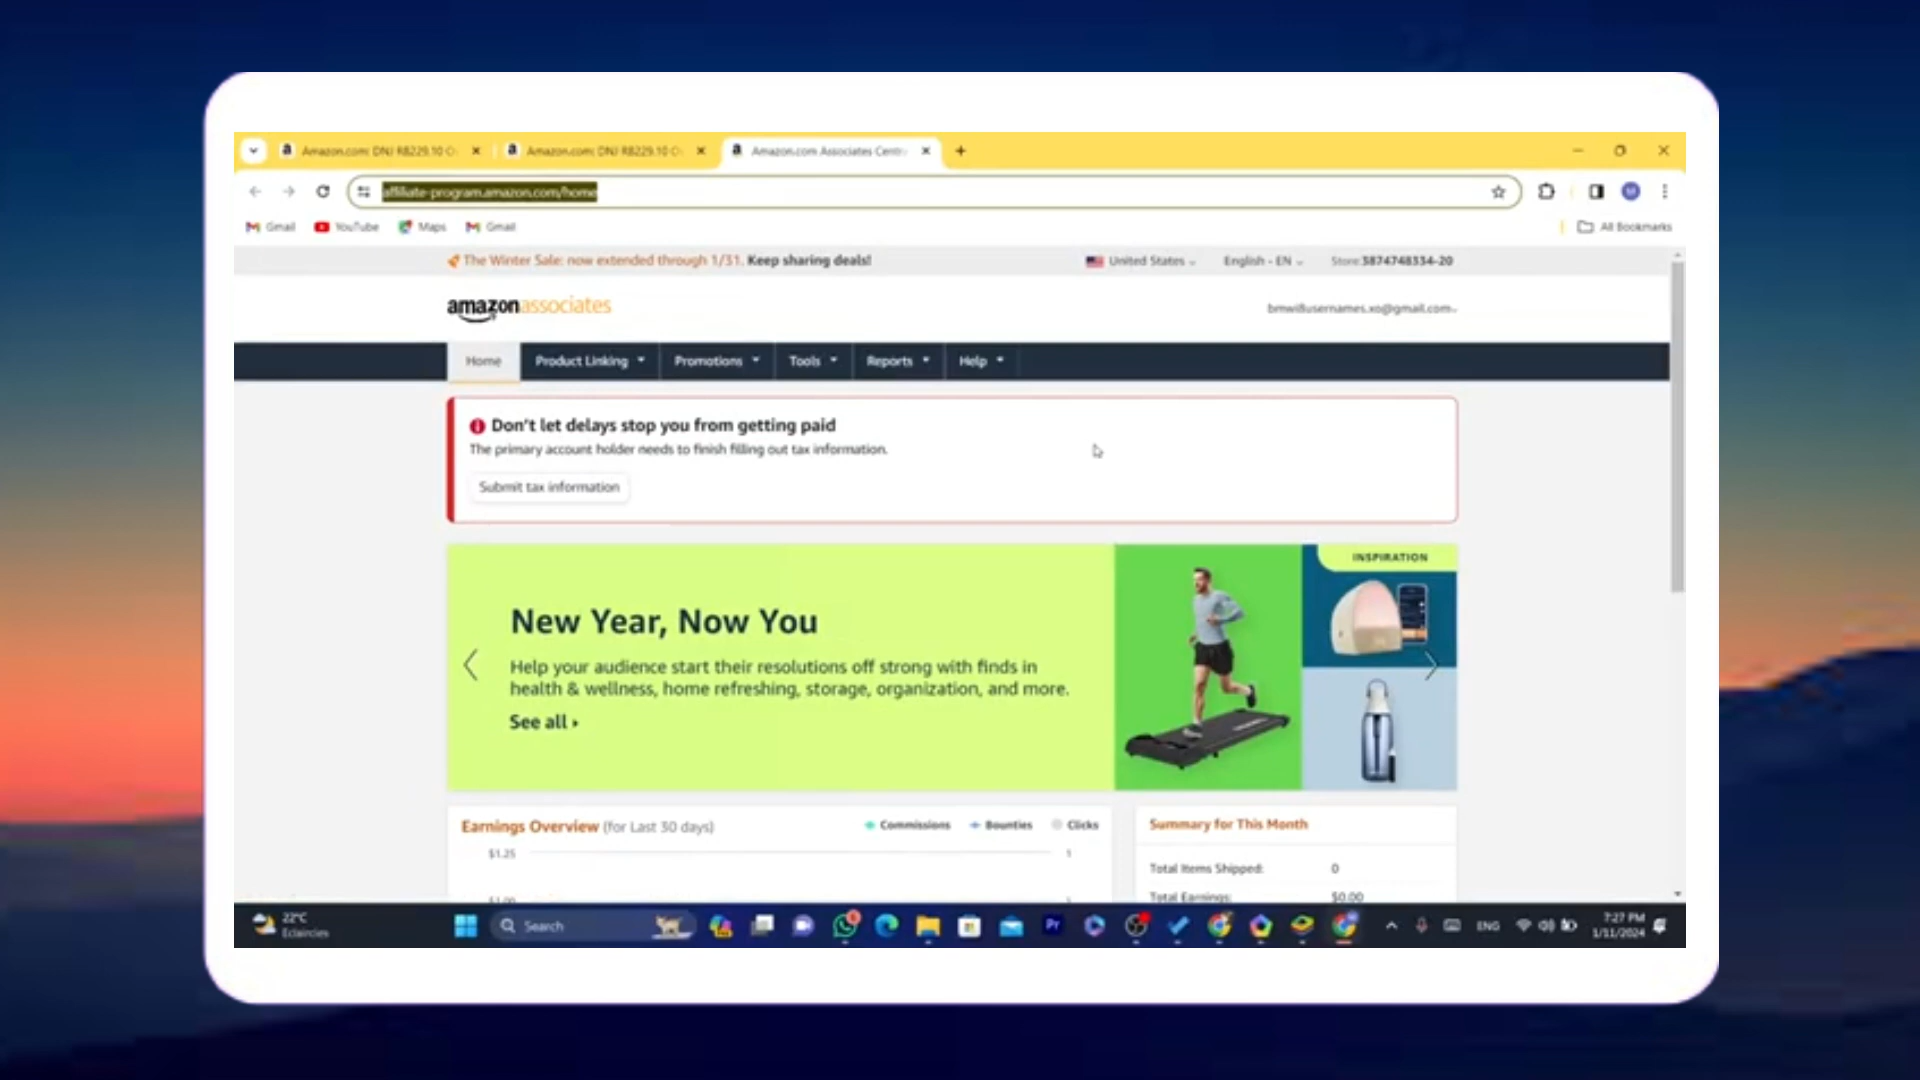 Amazon.com: DNJ R8229.10 O
Amazon.com: DNJ R8229.10 O
Amazon.com Associates Centr
affiliate-program.amazon.com/home
Gmail
YouTube
Maps
Gmail
All Bookmarks
The Winter Sale: now extended through 1/31. Keep sharing deals!
United States
English - EN
Store:3874748334-20
amazonassociates
Home
Product Linking
Promotions
Tools
Reports
Help
Don't let delays stop you from getting paid
The primary account holder needs to finish filling out tax information.
Submit tax information
New Year, Now You
Help your audience start their resolutions off strong with finds in
health & wellness, home refreshing, storage, organization, and more.
See all
INSPIRATION
Earnings Overview (for Last 30 days)
Commissions
Bounties
Clicks
$1.25
1
$1.00
Summary for This Month
Total Items Shipped: 0
Total Earnings: $0.00
22°C
Eclaircies
Search
Pr
ENG
7:27 PM
1/11/2024